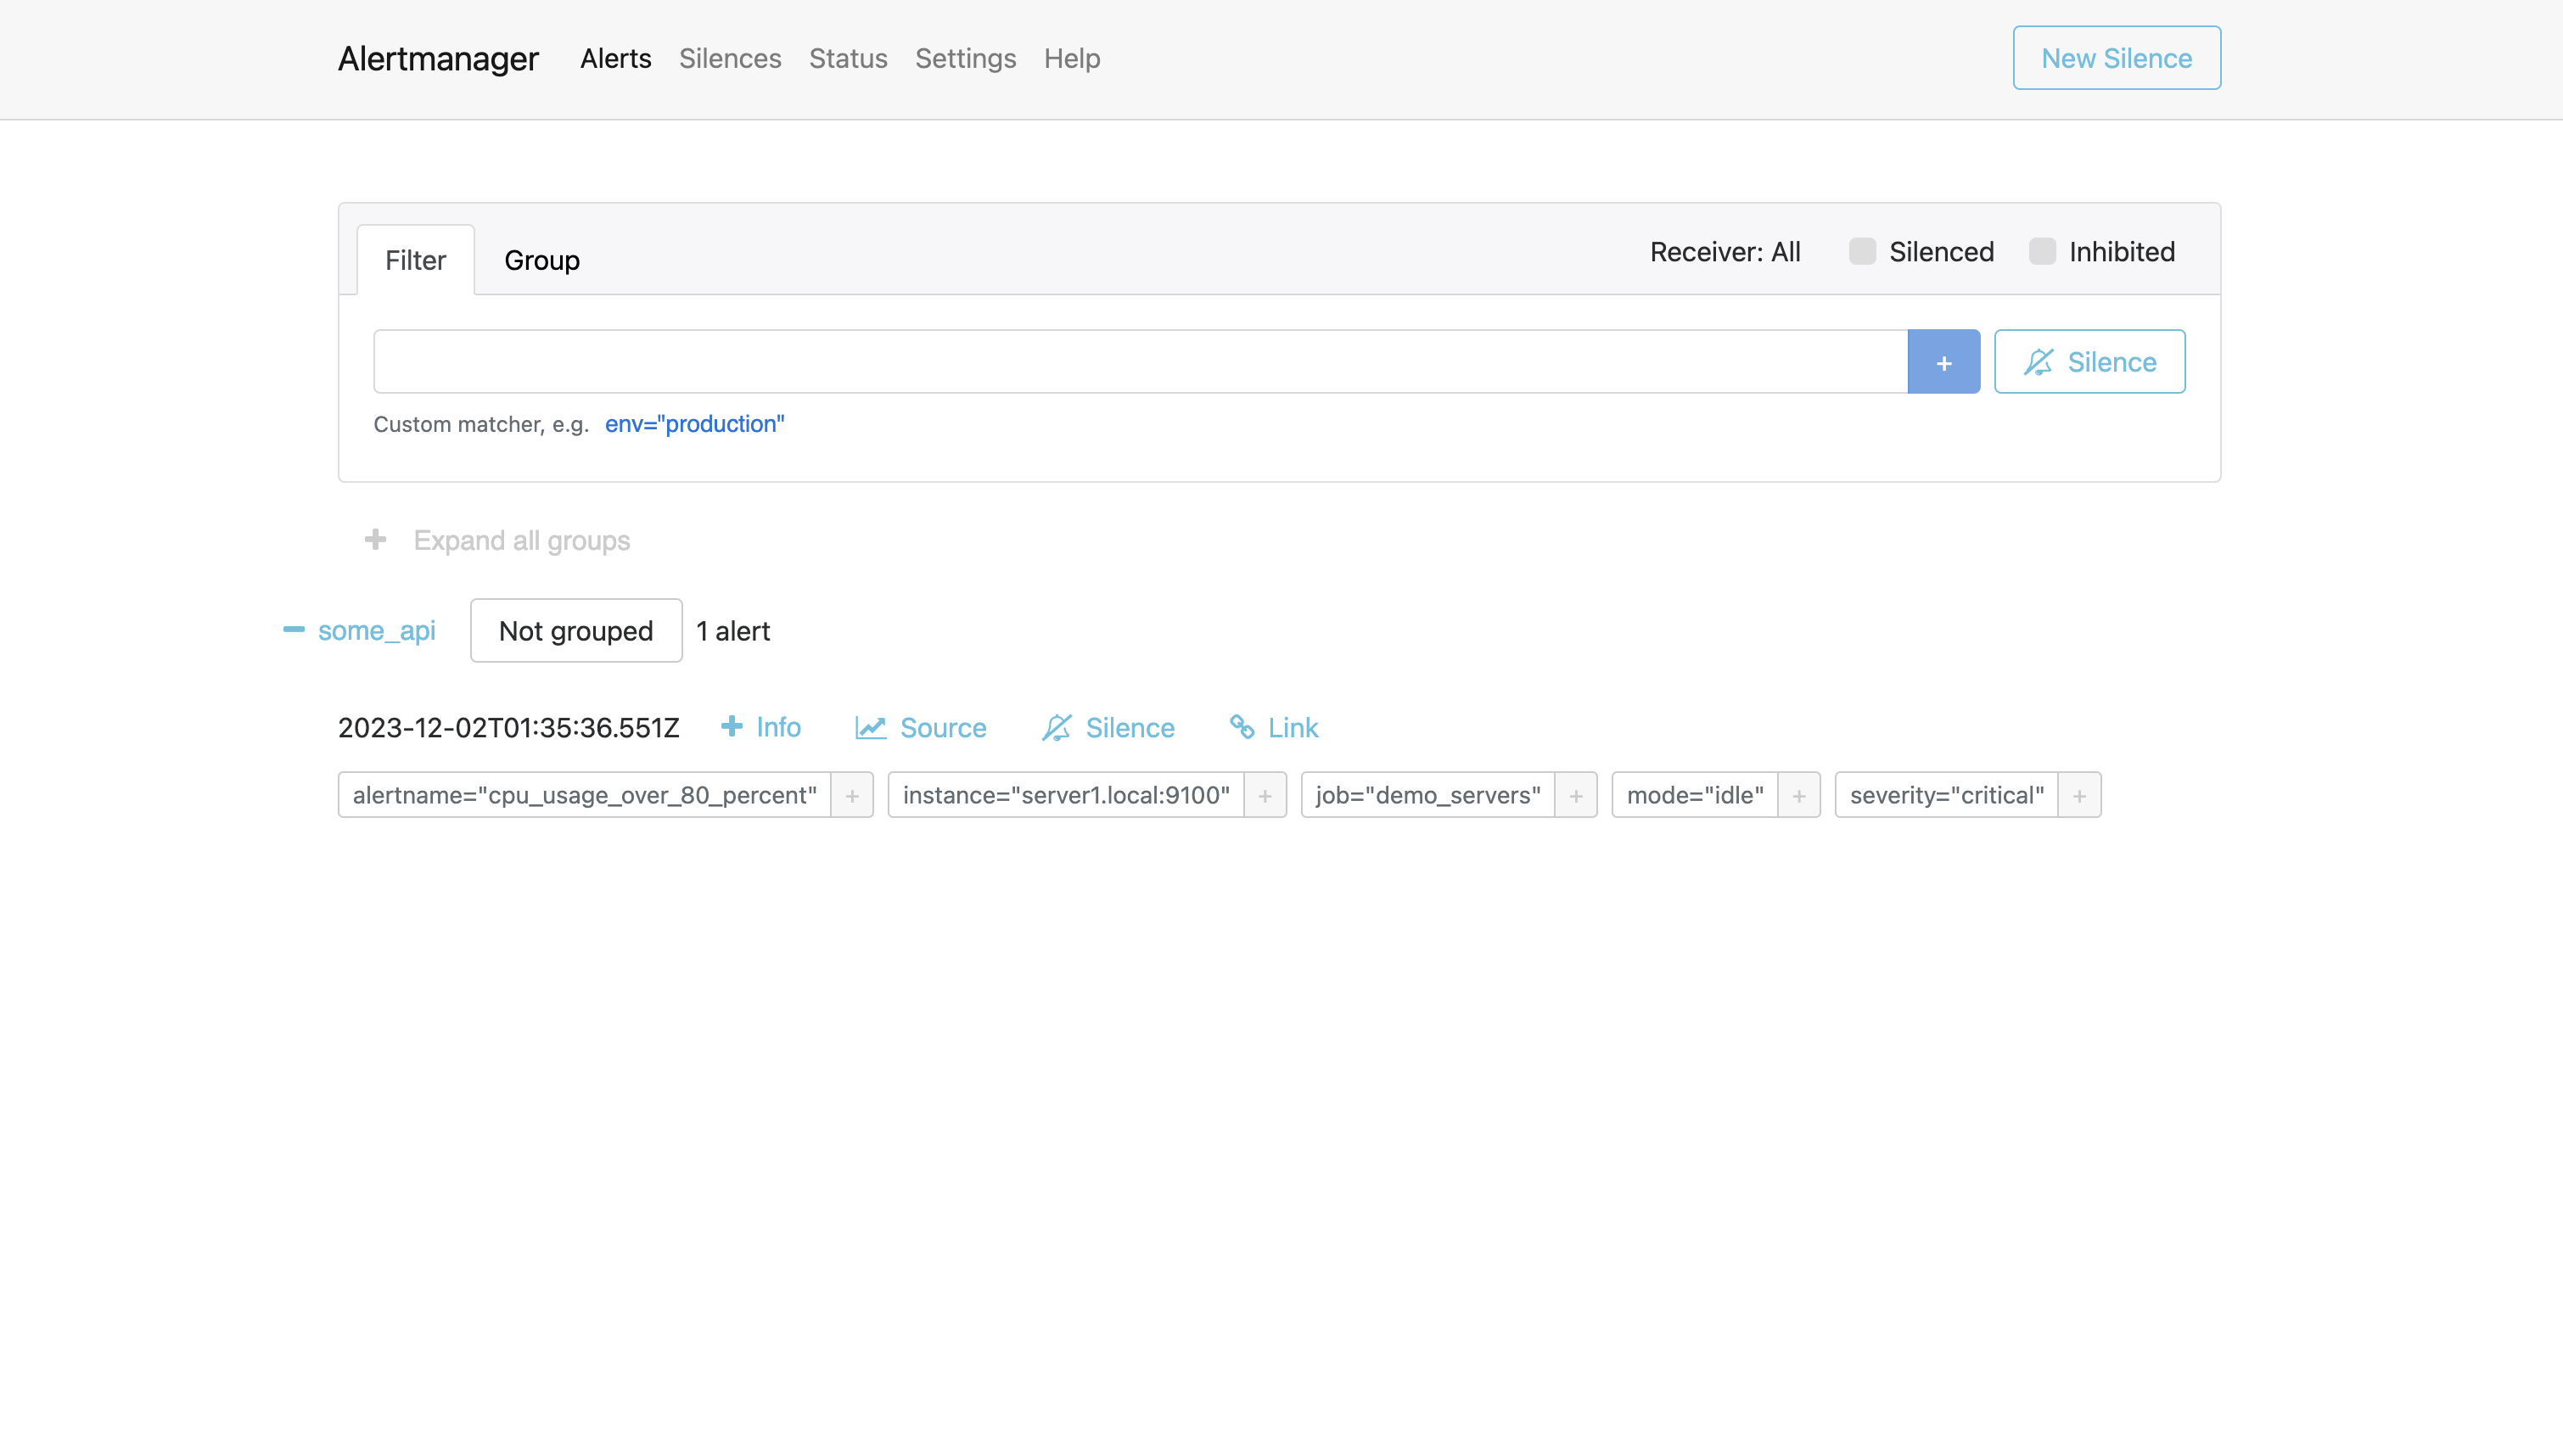 Alertmanager Alerts Silences Status Settings Help New Silence
Filter Group Receiver: All Silenced Inhibited
+ Silence
Custom matcher, e.g. env="production"
+ Expand all groups
some_api Not grouped 1 alert
2023-12-02T01:35:36.551Z + Info Source Silence Link
alertname="cpu_usage_over_80_percent" + instance="server1.local:9100" + job="demo_servers" + mode="idle" + severity="critical" +